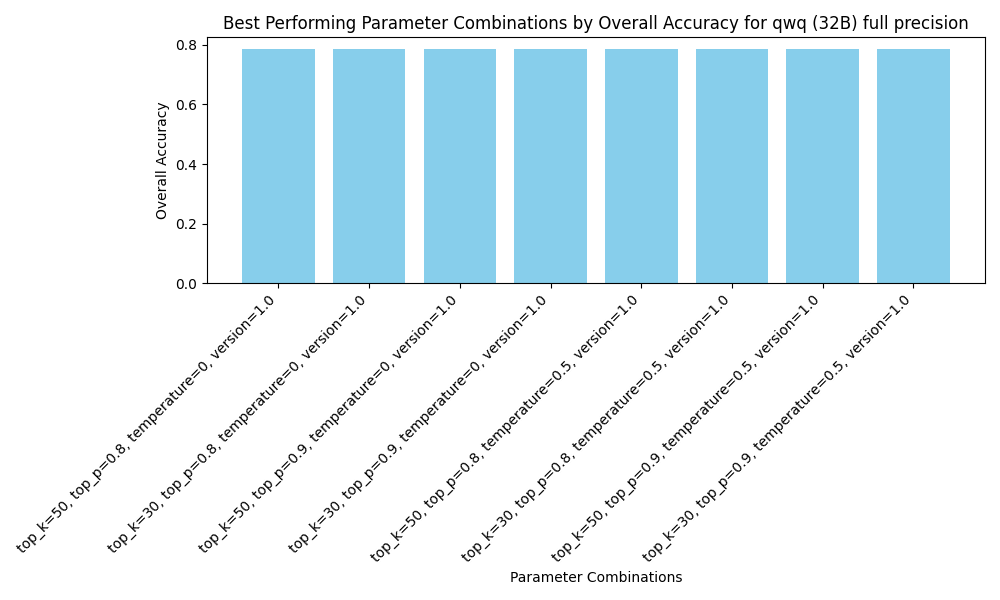 Best Performing Parameter Combinations by Overall Accuracy for qwq (32B) full precision
Overall Accuracy
0.8
0.6
0.4
0.2
0.0
top_k=50, top_p=0.8, temperature=0, version=1.0
top_k=30, top_p=0.8, temperature=0, version=1.0
top_k=50, top_p=0.9, temperature=0, version=1.0
top_k=30, top_p=0.9, temperature=0, version=1.0
top_k=50, top_p=0.8, temperature=0.5, version=1.0
top_k=30, top_p=0.8, temperature=0.5, version=1.0
top_k=50, top_p=0.9, temperature=0.5, version=1.0
top_k=30, top_p=0.9, temperature=0.5, version=1.0
Parameter Combinations